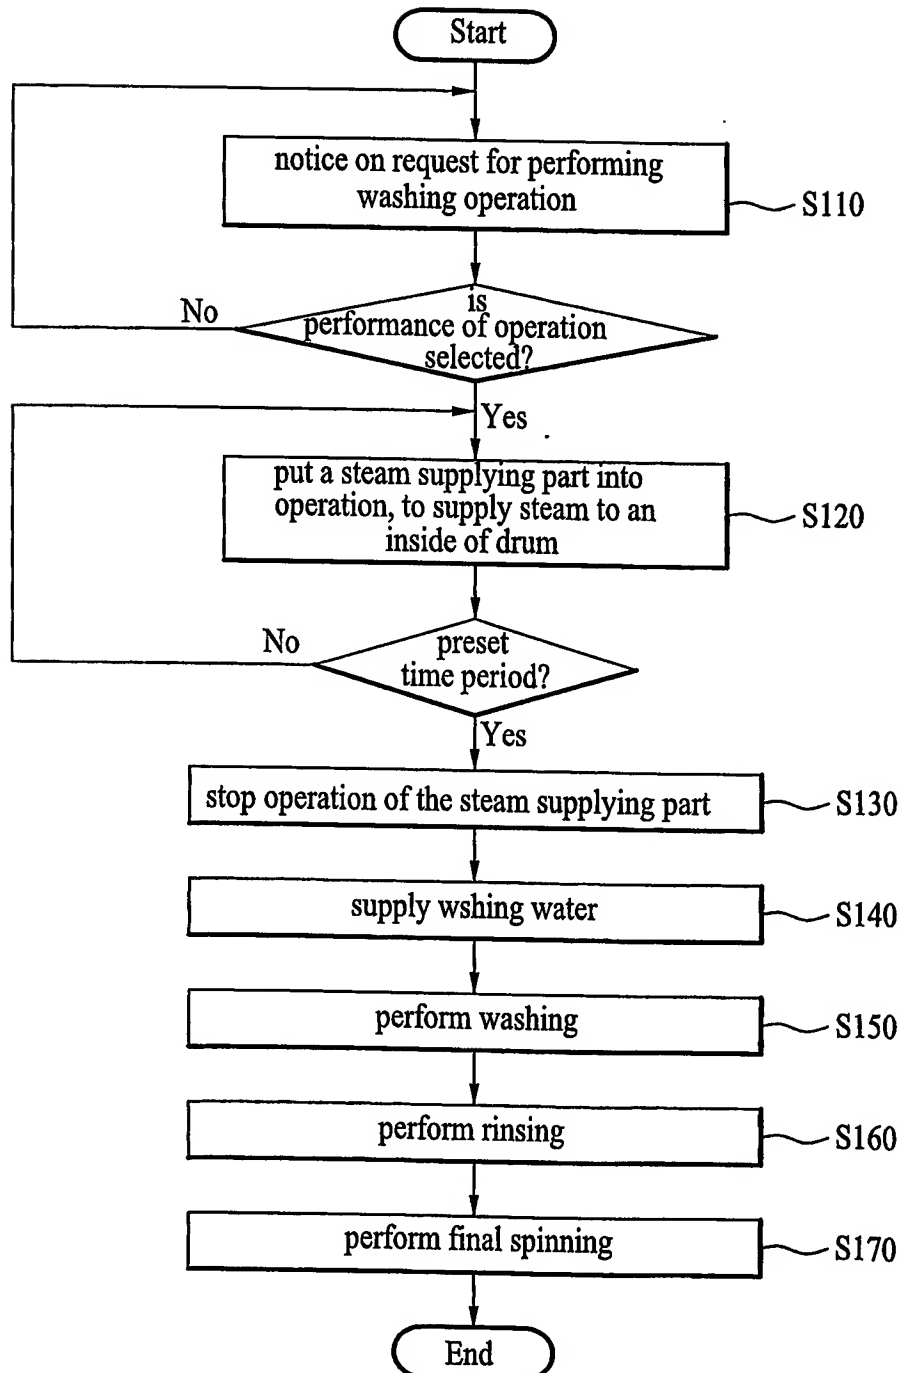 Start
notice on request for performing
washing operation
S110
is
performance of operation
selected?
No
Yes
put a steam supplying part into
operation, to supply steam to an
inside of drum
S120
preset
time period?
No
Yes
stop operation of the steam supplying part
S130
supply wshing water
S140
perform washing
S150
perform rinsing
S160
perform final spinning
S170
End